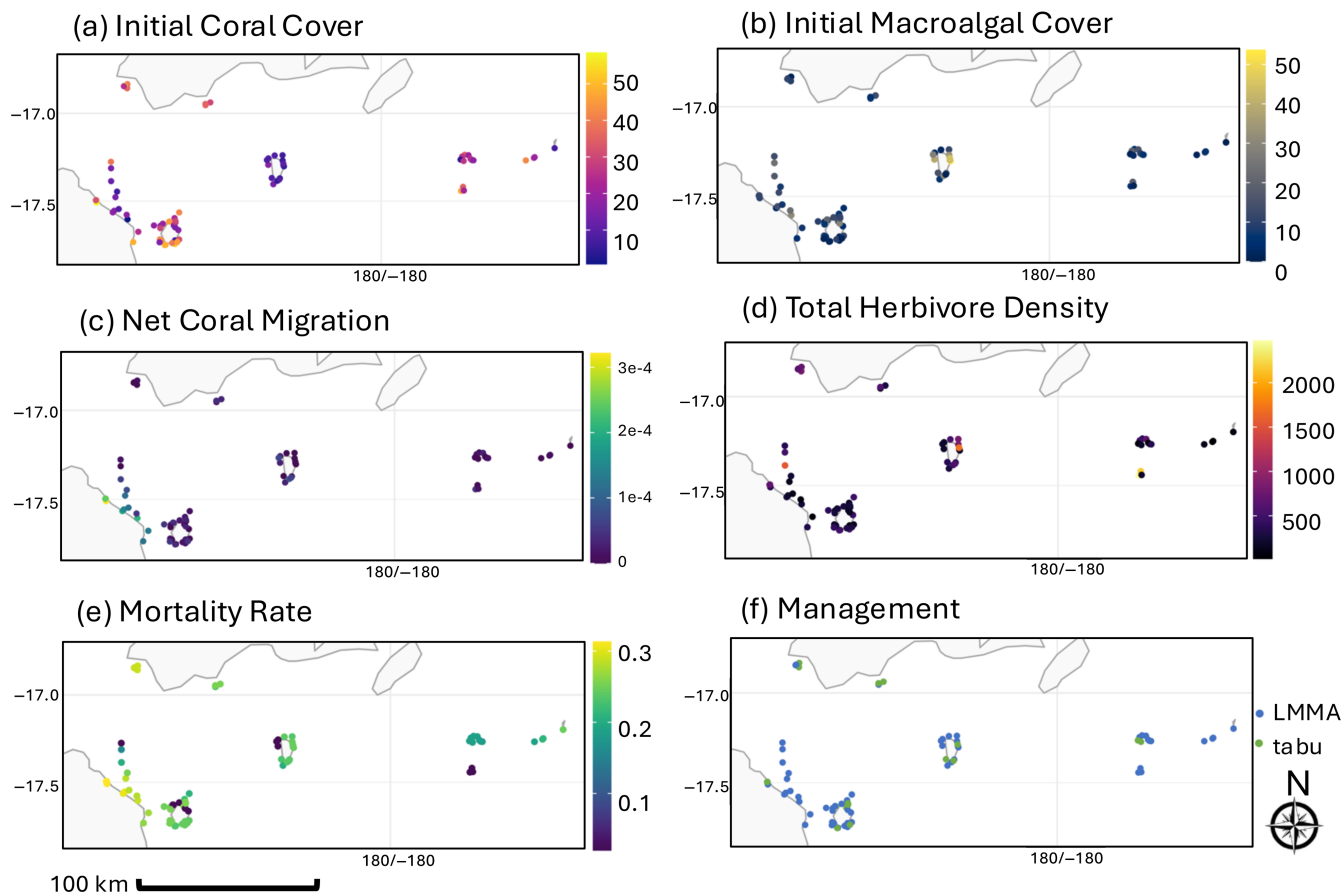 (a) Initial Coral Cover
(b) Initial Macroalgal Cover
−17.0
−17.5
180/−180
50
40
30
20
10
−17.0
−17.5
180/−180
50
40
30
20
10
0
(c) Net Coral Migration
(d) Total Herbivore Density
−17.0
−17.5
180/−180
3e-4
2e-4
1e-4
0
−17.0
−17.5
180/−180
2000
1500
1000
500
(e) Mortality Rate
(f) Management
−17.0
−17.5
180/−180
0.3
0.2
0.1
−17.0
−17.5
180/−180
LMMA
tabu
N
100 km